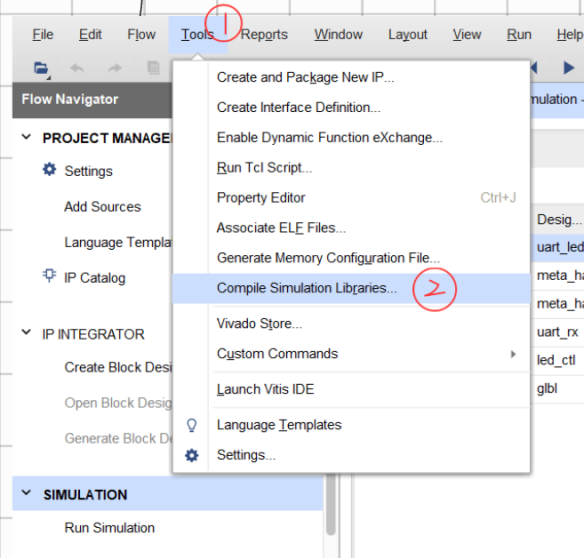 1
File Edit Flow Tools Reports Window Layout View Run Help
Flow Navigator
PROJECT MANAGE
Settings
Add Sources
Language Templa
IP Catalog
IP INTEGRATOR
Create Block Desi
Open Block Desig
Generate Block D
SIMULATION
Run Simulation
Create and Package New IP...
Create Interface Definition...
Enable Dynamic Function eXchange...
Run Tcl Script...
Property Editor Ctrl+J
Associate ELF Files...
Generate Memory Configuration File...
Compile Simulation Libraries... 2
Vivado Store...
Custom Commands
Launch Vitis IDE
Language Templates
Settings...
mulation -
Desig...
uart_led
meta_ha
meta_ha
uart_rx
led_ctl
glbl